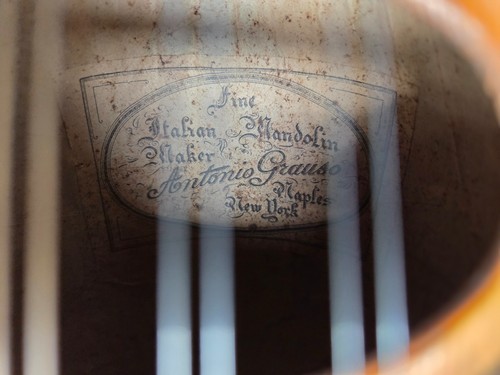 Fine
Italian Mandolin
Maker
Antonio Grauso
Naples
New York